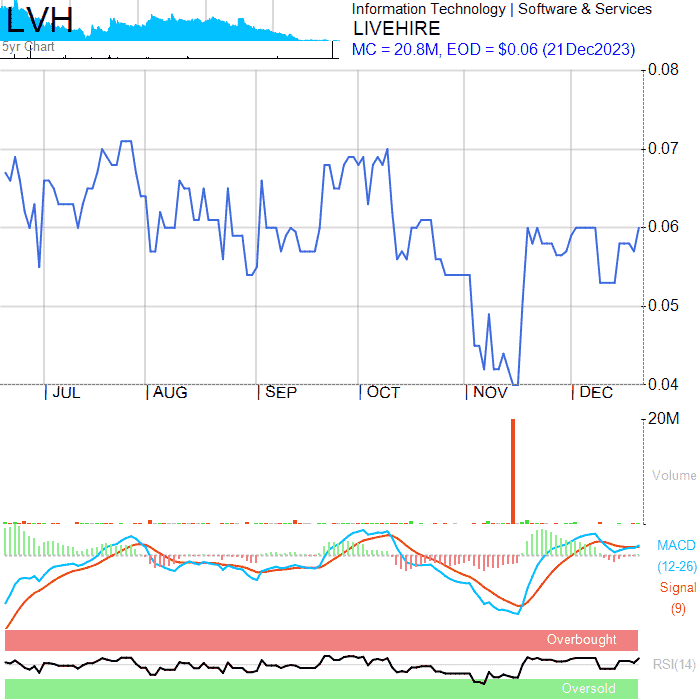 LVH
5yr Chart
Information Technology | Software & Services
LIVEHIRE
MC = 20.8M, EOD = $0.06 (21Dec2023)
0.08
0.07
0.06
0.05
0.04
JUL
AUG
SEP
OCT
NOV
DEC
20M
Volume
MACD
(12-26)
Signal
(9)
Overbought
RSI(14)
Oversold